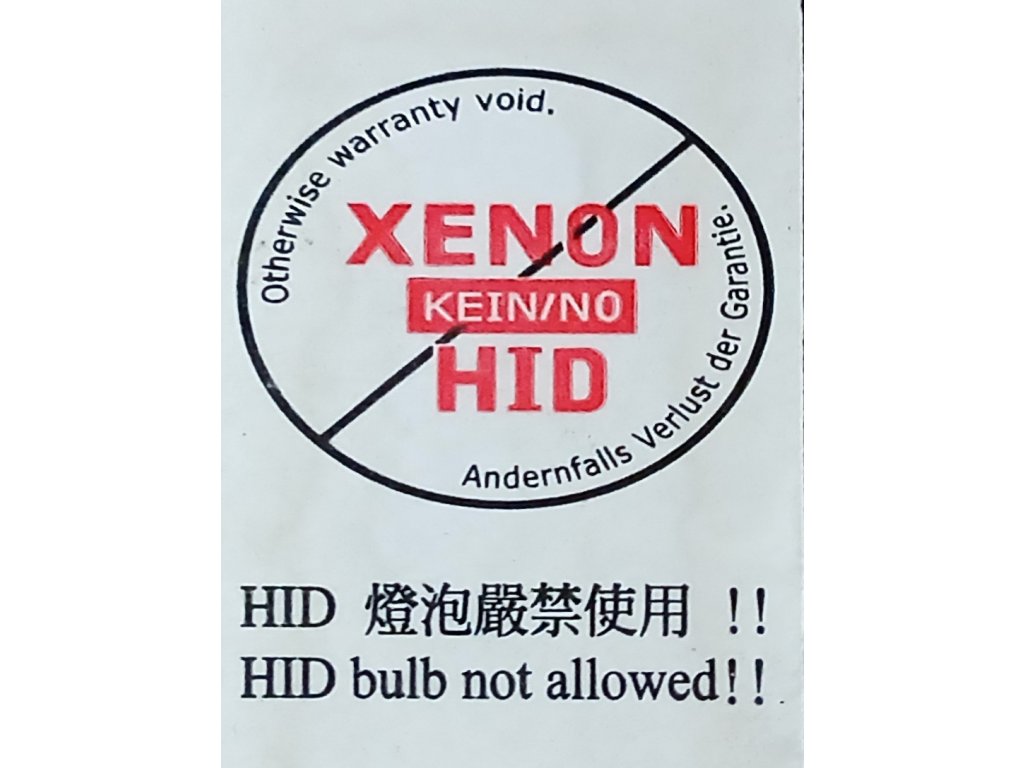 Otherwise warranty void.
XENON
KEIN/NO
HID
Andernfalls Verlust der Garantie.
HID 燈泡嚴禁使用 !!
HID bulb not allowed!!